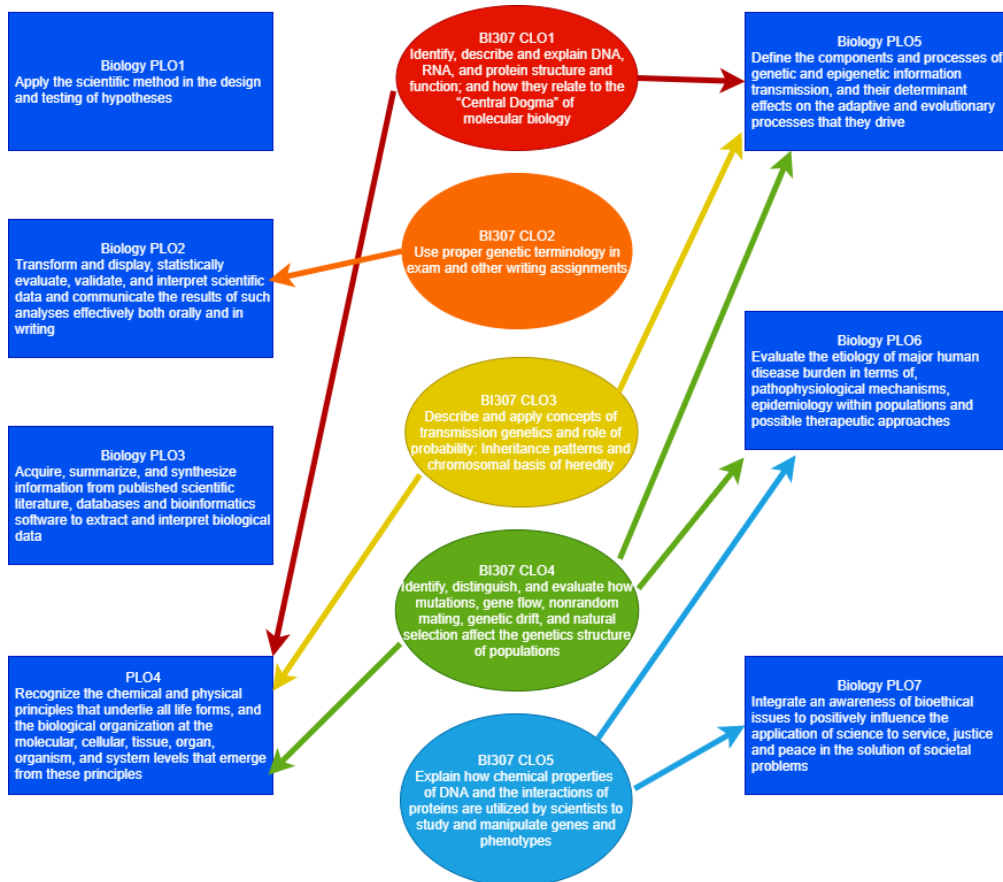 Biology PLO1
Apply the scientific method in the design
and testing of hypotheses
Biology PLO2
Transform and display, statistically
evaluate, validate, and interpret scientific
data and communicate the results of such
analyses effectively both orally and in
writing
Biology PLO3
Acquire, summarize, and synthesize
information from published scientific
literature, databases and bioinformatics
software to extract and interpret biological
data
PLO4
Recognize the chemical and physical
principles that underlie all life forms, and
the biological organization at the
molecular, cellular, tissue, organ,
organism, and system levels that emerge
from these principles
BI307 CLO1
Identify, describe and explain DNA,
RNA, and protein structure and
function; and how they relate to the
“Central Dogma” of
molecular biology
BI307 CLO2
Use proper genetic terminology in
exam and other writing assignments
BI307 CLO3
Describe and apply concepts of
transmission genetics and role of
probability: Inheritance patterns and
chromosomal basis of heredity
BI307 CLO4
Identify, distinguish, and evaluate how
mutations, gene flow, nonrandom
mating, genetic drift, and natural
selection affect the genetics structure
of populations
BI307 CLO5
Explain how chemical properties
of DNA and the interactions of
proteins are utilized by scientists to
study and manipulate genes and
phenotypes
Biology PLO5
Define the components and processes of
genetic and epigenetic information
transmission, and their determinant
effects on the adaptive and evolutionary
processes that they drive
Biology PLO6
Evaluate the etiology of major human
disease burden in terms of,
pathophysiological mechanisms,
epidemiology within populations and
possible therapeutic approaches
Biology PLO7
Integrate an awareness of bioethical
issues to positively influence the
application of science to service, justice
and peace in the solution of societal
problems